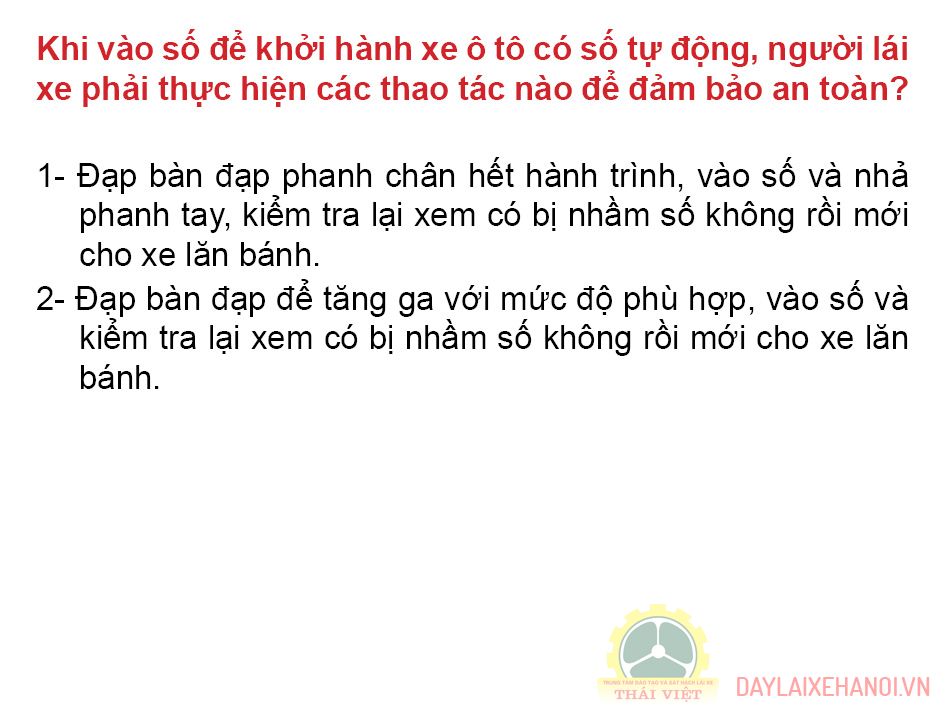 Khi vào số để khởi hành xe ô tô có số tự động, người lái
xe phải thực hiện các thao tác nào để đảm bảo an toàn?
1- Đạp bàn đạp phanh chân hết hành trình, vào số và nhả
phanh tay, kiểm tra lại xem có bị nhầm số không rồi mới
cho xe lăn bánh.
2- Đạp bàn đạp để tăng ga với mức độ phù hợp, vào số và
kiểm tra lại xem có bị nhầm số không rồi mới cho xe lăn
bánh.
TRUNG TÂM ĐÀO TẠO VÀ SÁT HẠCH LÁI XE
THÁI VIỆT
DAYLAIXEHANOI.VN